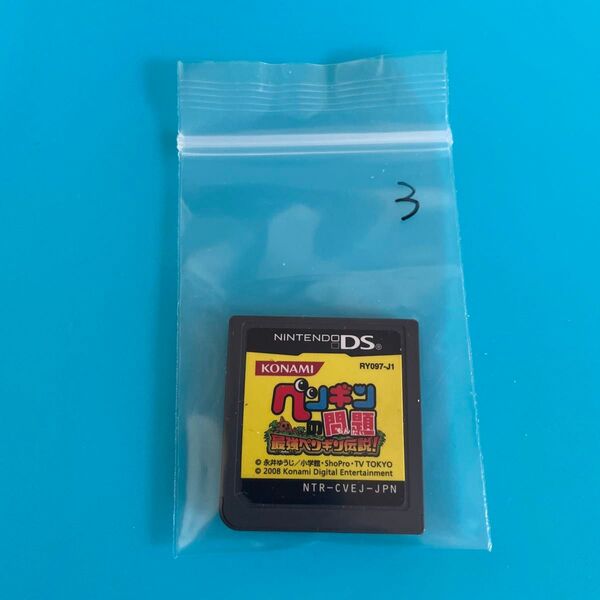 3
NINTENDO DS®
KONAMI
RY097-J1
ペンギン
の問題
最強ペンギン伝説!!
© 永井ゆうじ／小学館・ShoPro・TV TOKYO
© 2008 Konami Digital Entertainment
NTR-CVEJ-JPN